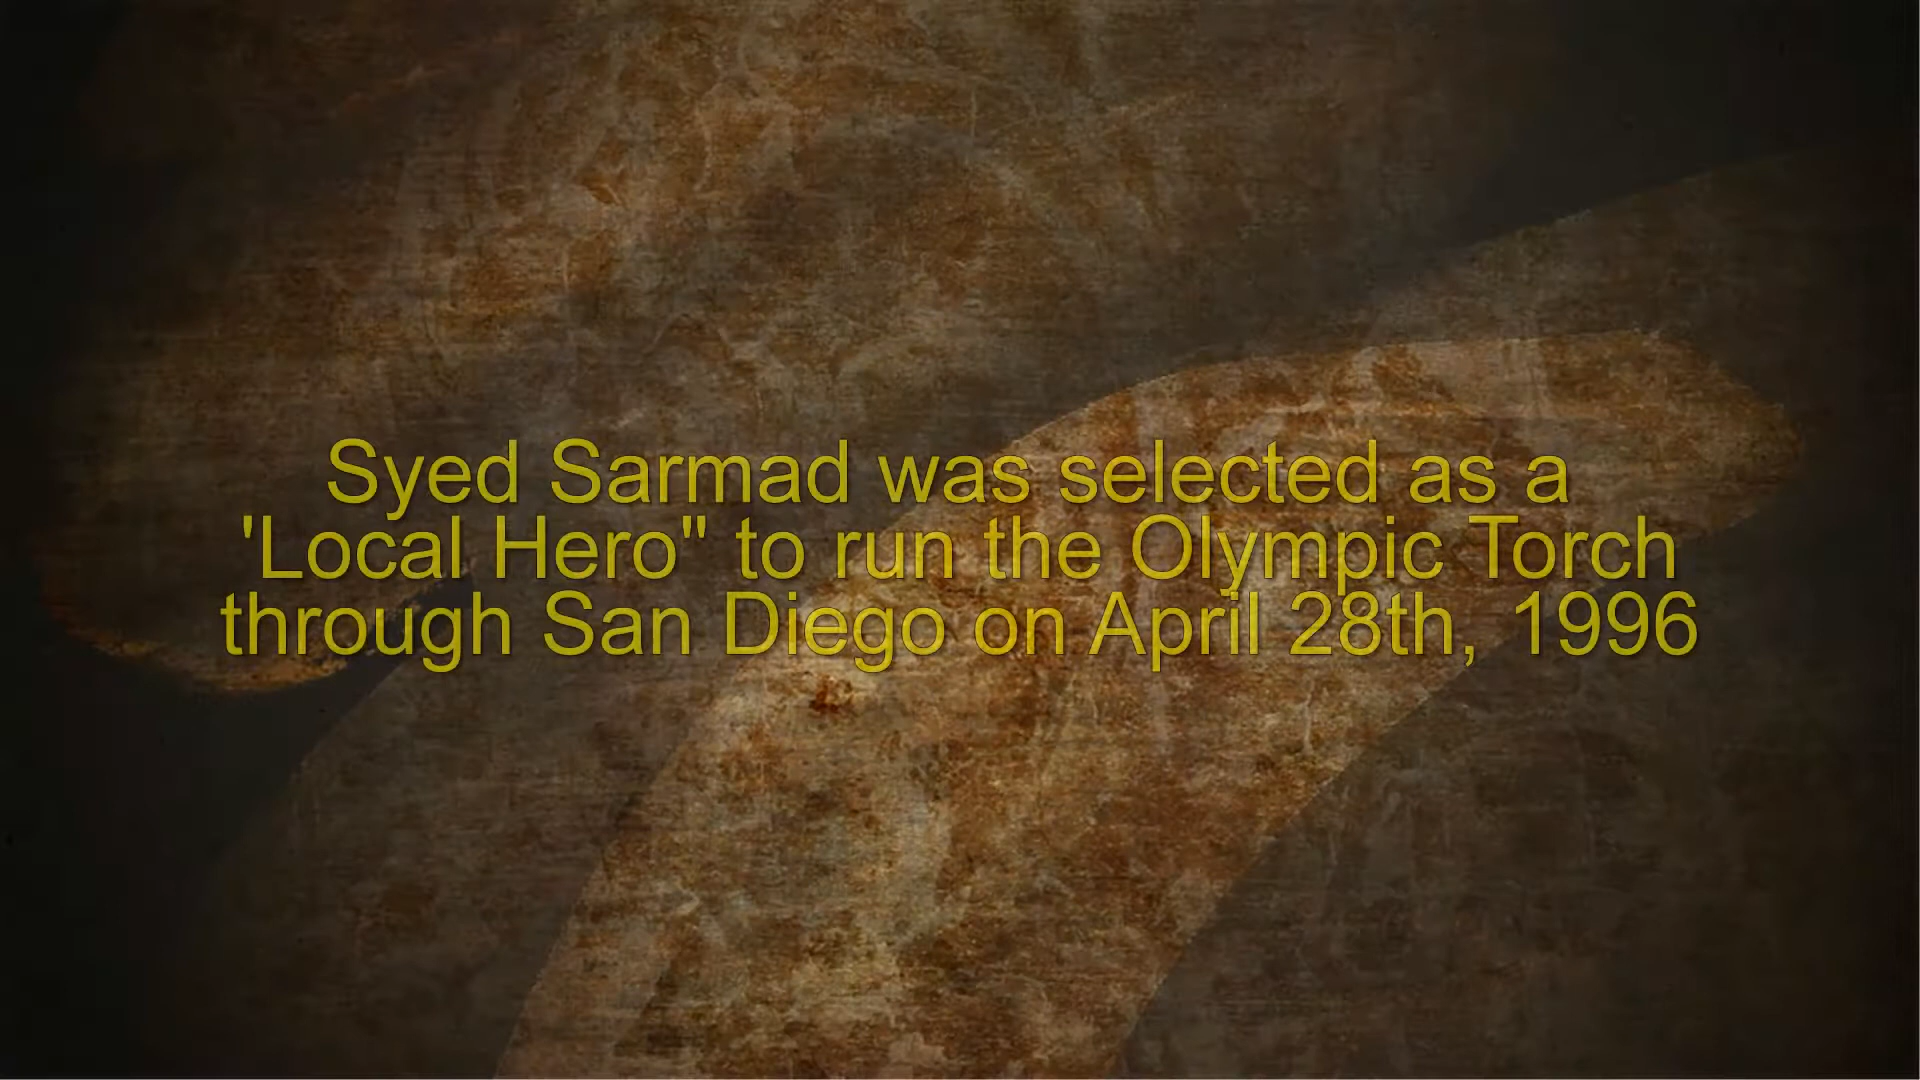 Syed Sarmad was selected as a
'Local Hero" to run the Olympic Torch
through San Diego on April 28th, 1996